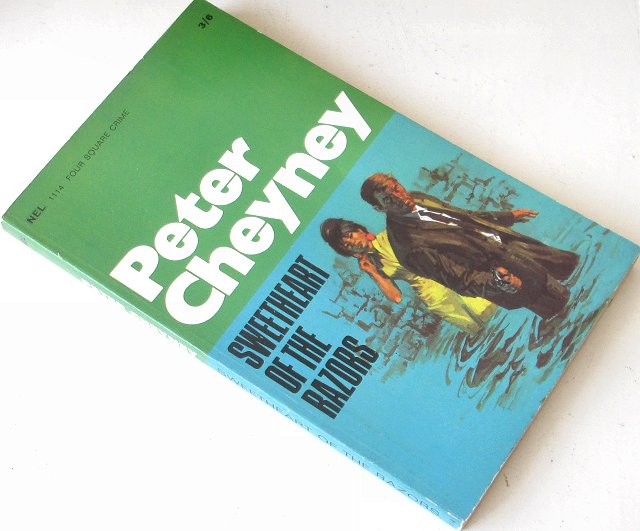 3/6
NEL 1114 FOUR SQUARE CRIME
Peter
Cheyney
SWEETHEART
OF THE
RAZORS
SWEETHEART OF THE RAZORS